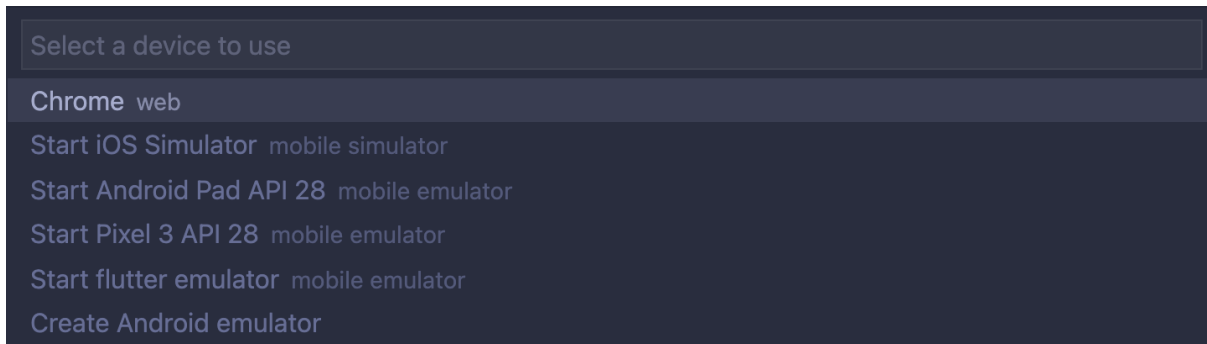 Select a device to use
Chrome web
Start iOS Simulator mobile simulator
Start Android Pad API 28 mobile emulator
Start Pixel 3 API 28 mobile emulator
Start flutter emulator mobile emulator
Create Android emulator